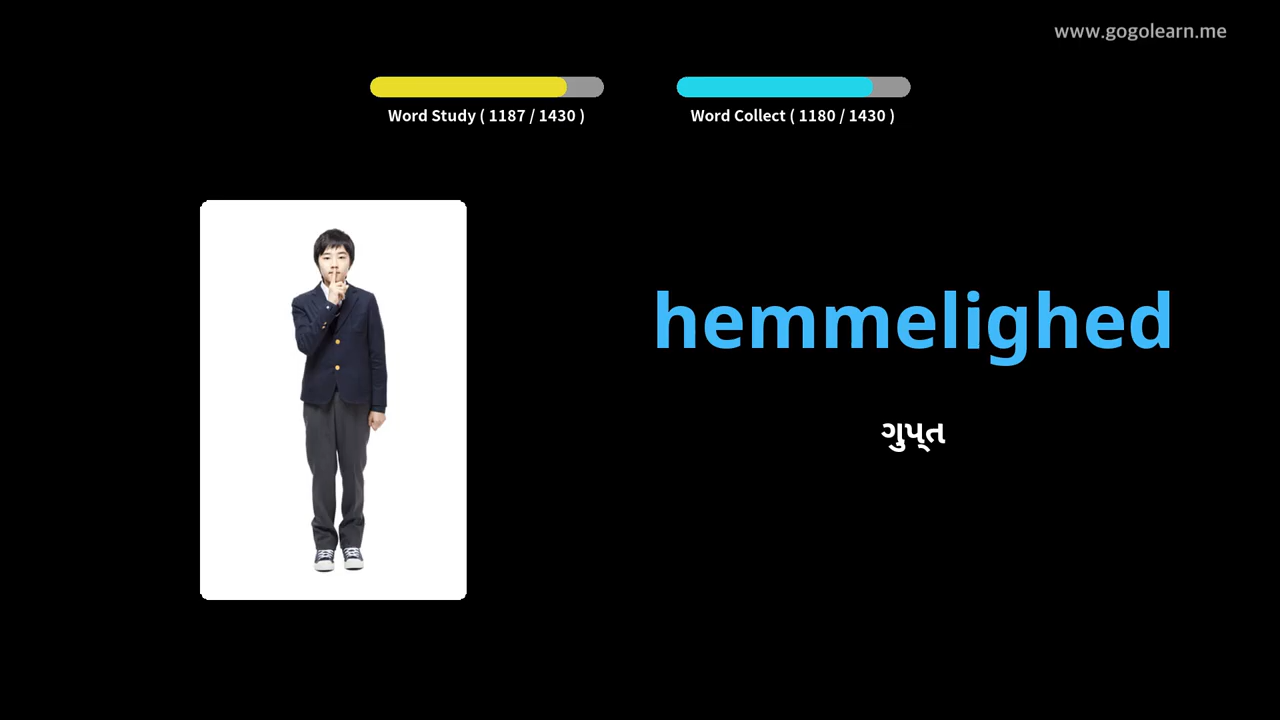 www.gogolearn.me
Word Study ( 1187 / 1430 )
Word Collect ( 1180 / 1430 )
hemmelighed
ગુપ્ત